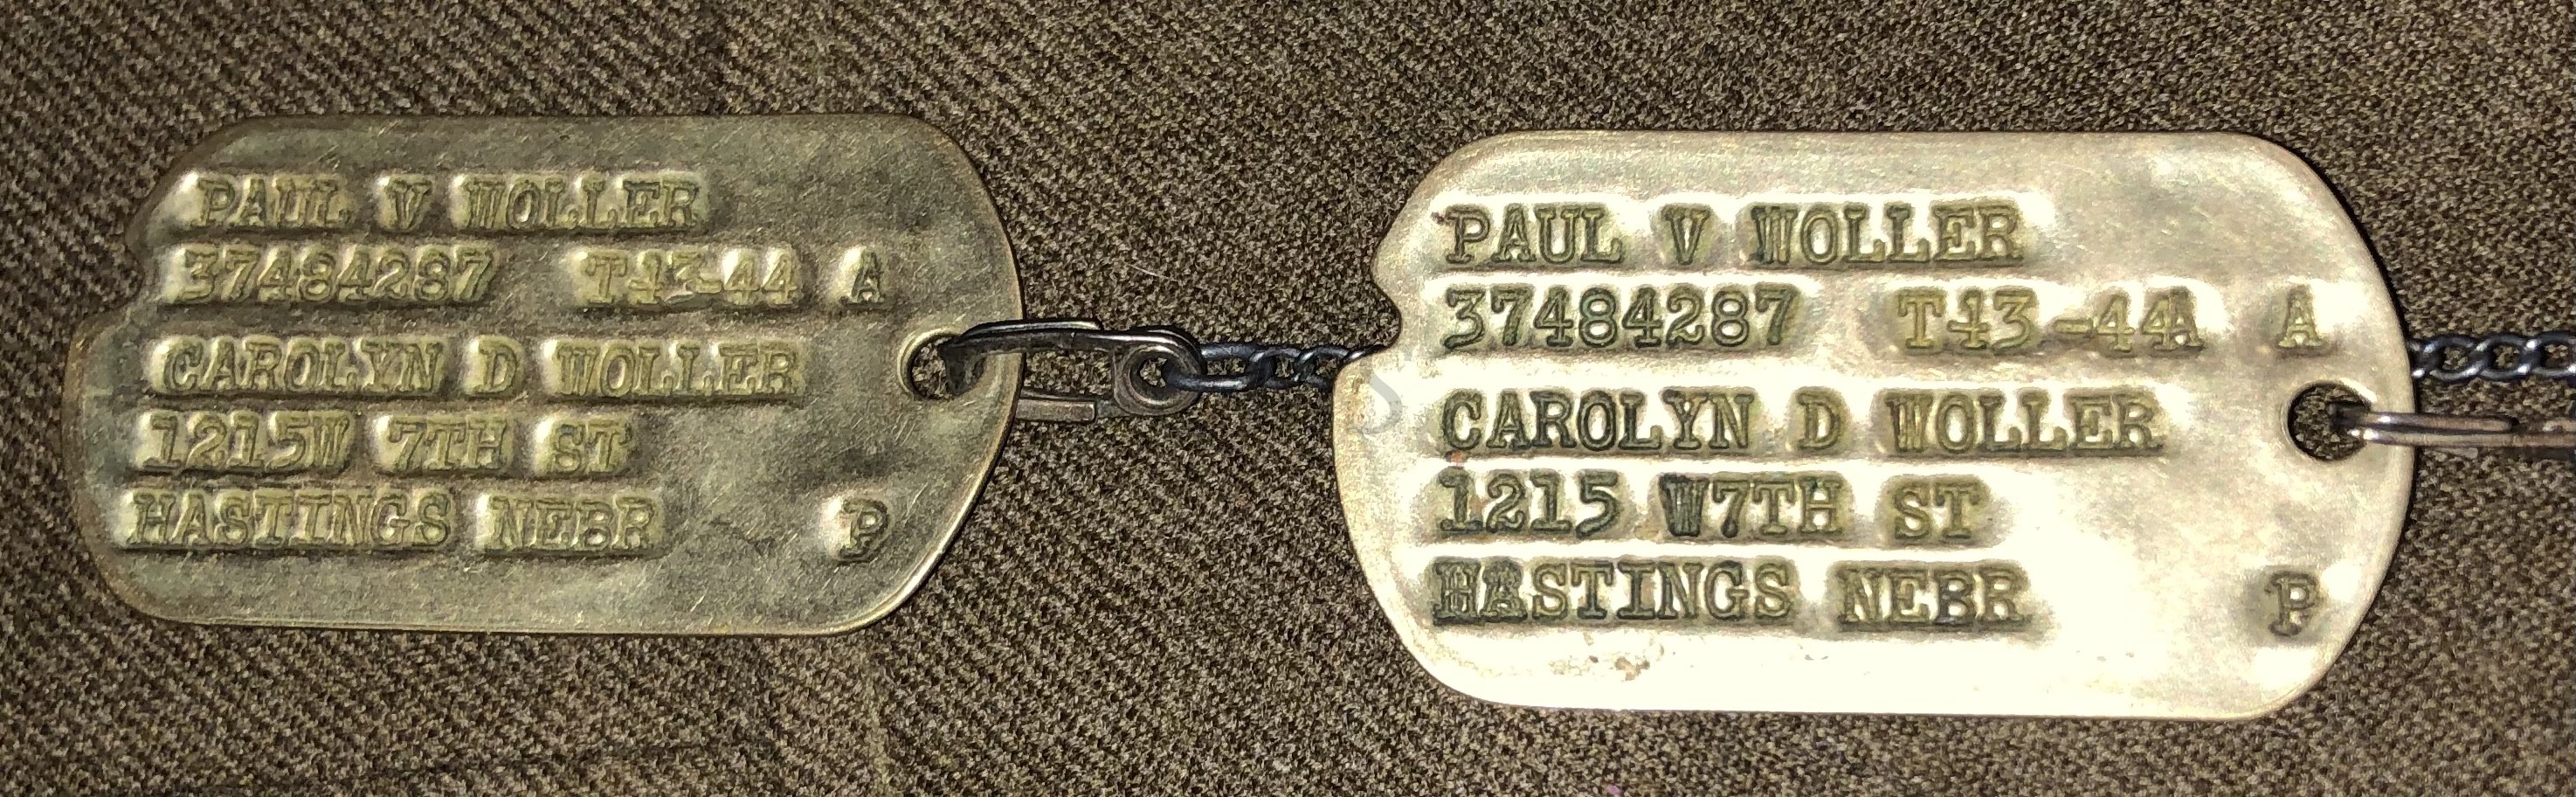 PAUL V WOLLER
37484287 T43-44 A
CAROLYN D WOLLER
1215W 7TH ST
HASTINGS NEBR P
PAUL V WOLLER
37484287 T43-44A A
CAROLYN D WOLLER
1215 W7TH ST
HASTINGS NEBR P